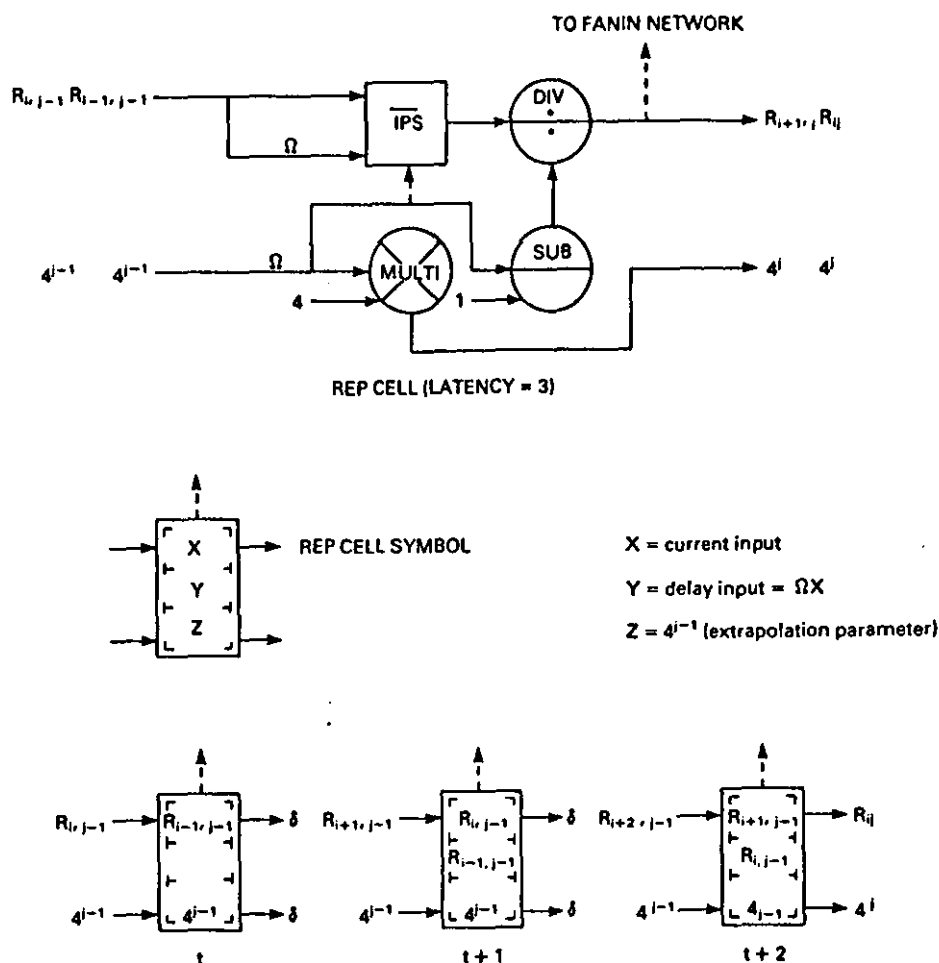 TO FANIN NETWORK
R_{i,j-1} R_{i-1,j-1} IPS DIV ÷ R_{i+1,j} R_{ij}
Ω
4^{j-1} 4^{j-1} Ω MULTI SUB 4^j 4^j
4 1
REP CELL (LATENCY = 3)
X REP CELL SYMBOL X = current input
Y Y = delay input = ΩX
Z Z = 4^{j-1} (extrapolation parameter)
R_{i,j-1} R_{i-1,j-1} δ R_{i+1,j-1} R_{i,j-1} δ R_{i+2,j-1} R_{i+1,j-1} R_{ij}
R_{i-1,j-1} R_{i,j-1}
4^{j-1} 4^{j-1} δ 4^{j-1} 4^{j-1} δ 4^{j-1} 4_{j-1} 4^j
t t + 1 t + 2